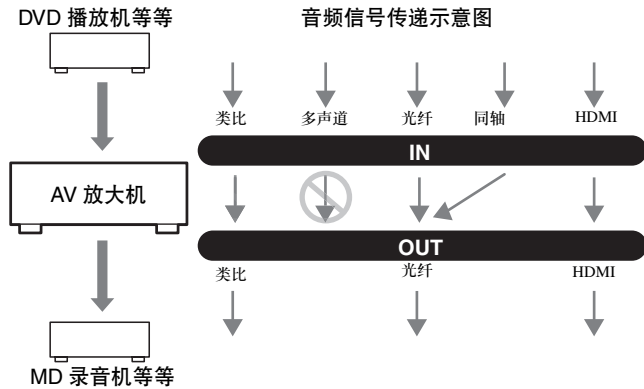 DVD 播放机等等
音频信号传递示意图
类比 多声道 光纤 同轴 HDMI
IN
AV 放大机
OUT
类比 光纤 HDMI
MD 录音机等等